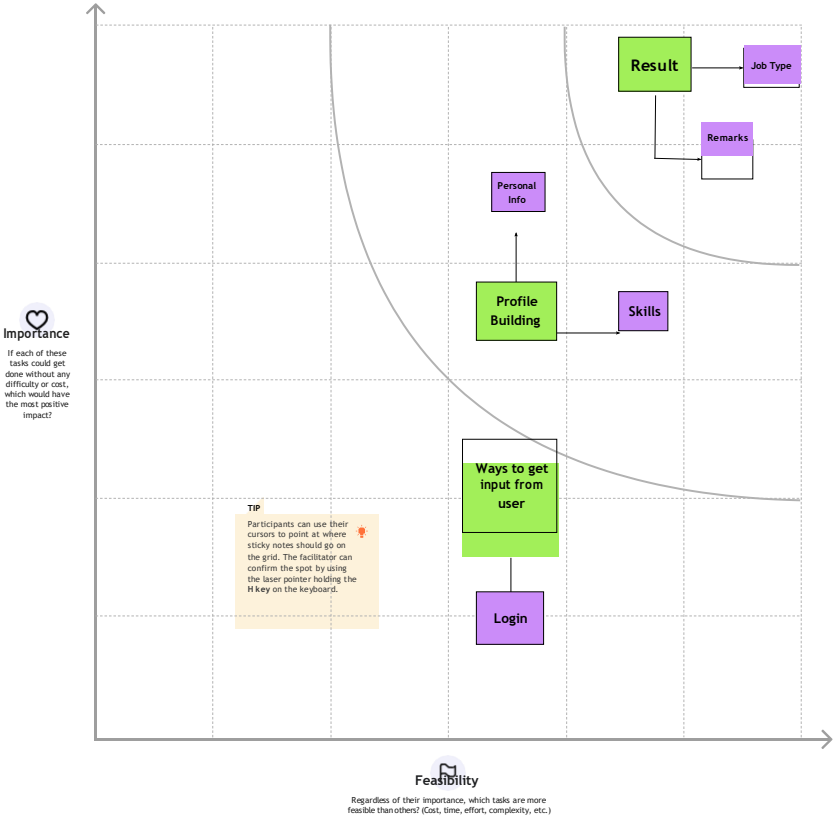 Result
Job Type
Remarks
Personal
Info
Profile
Building
Skills
Importance
If each of these
tasks could get
done without any
difficulty or cost,
which would have
the most positive
impact?
Ways to get
input from
user
TIP
Participants can use their
cursors to point at where
sticky notes should go on
the grid. The facilitator can
confirm the spot by using
the laser pointer holding the
H key on the keyboard.
Login
Feasibility
Regardless of their importance, which tasks are more
feasible than others? (Cost, time, effort, complexity, etc.)